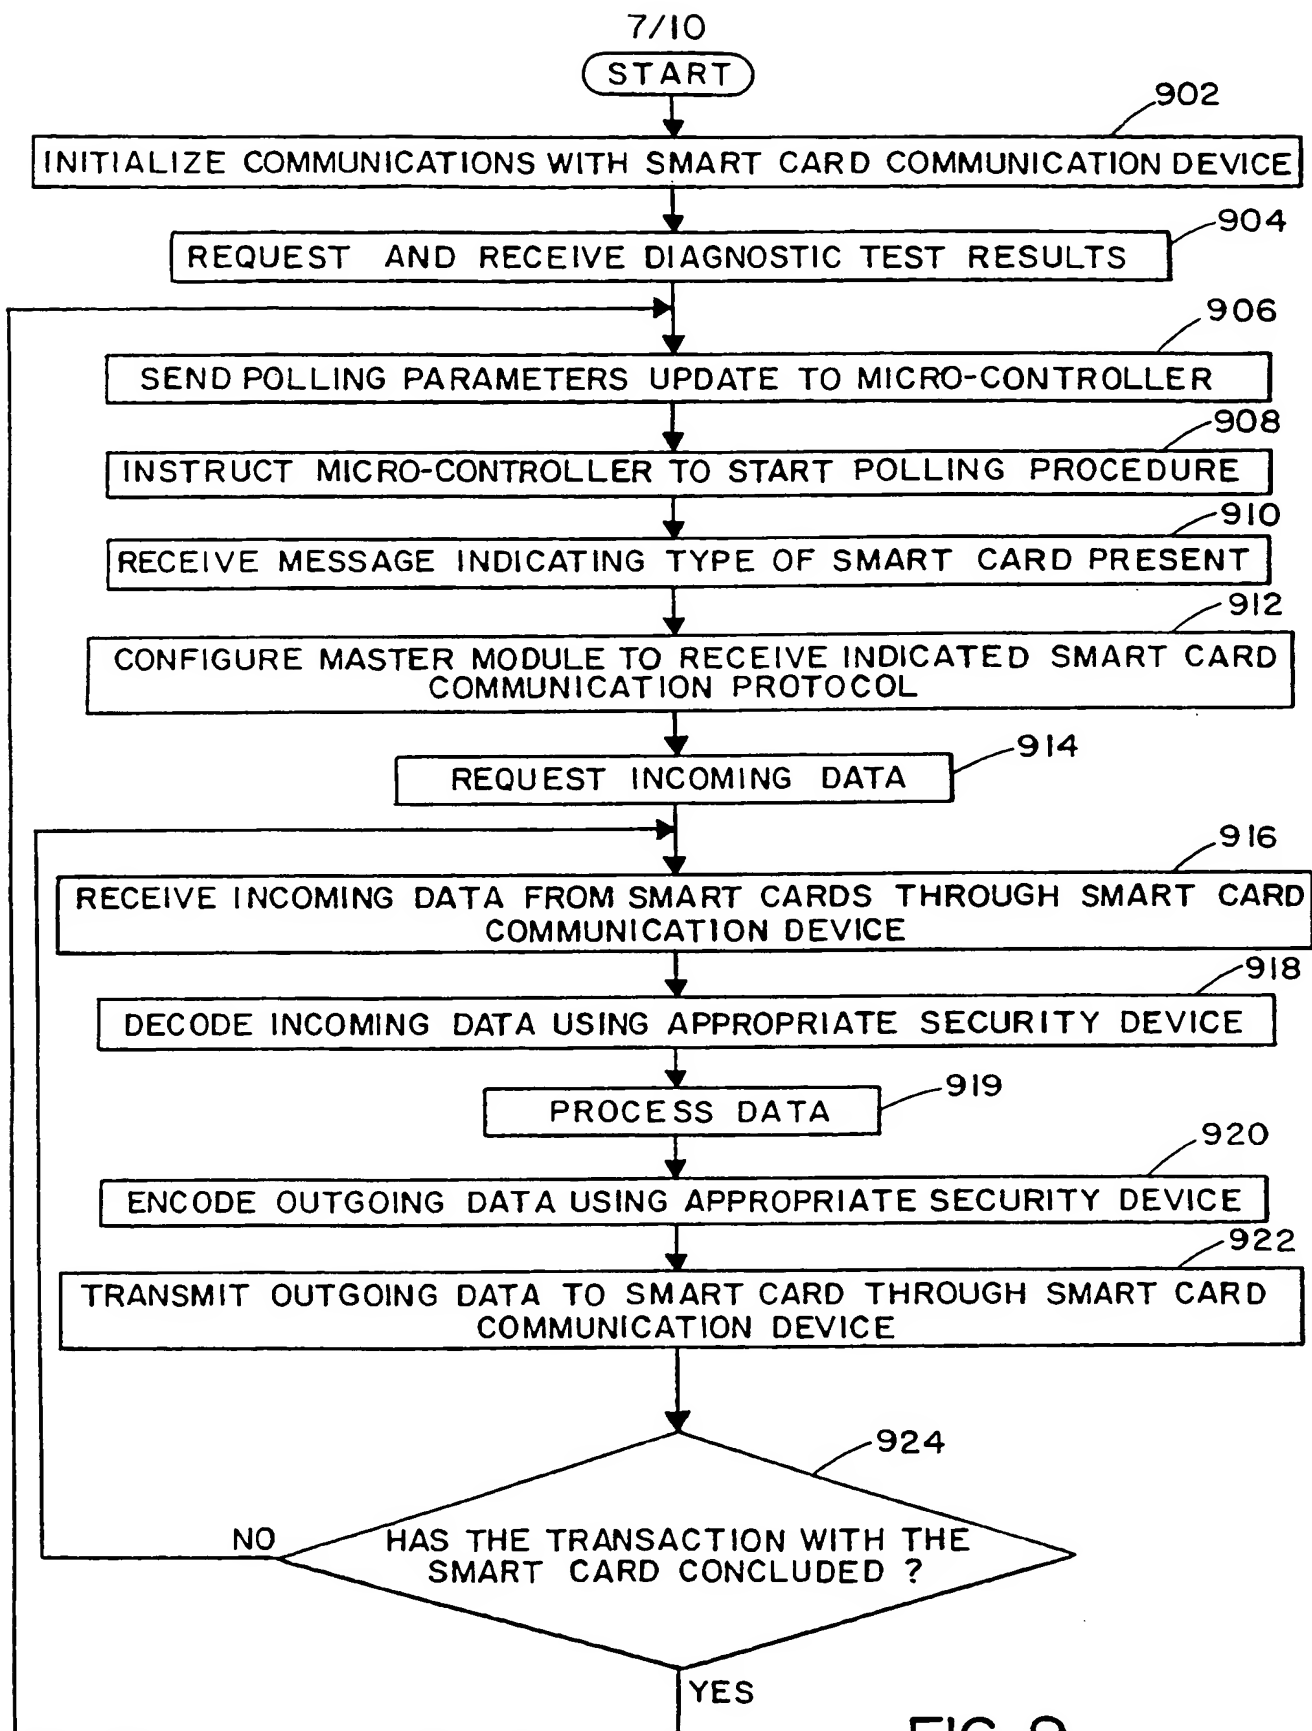 7/10
START
902
INITIALIZE COMMUNICATIONS WITH SMART CARD COMMUNICATION DEVICE
904
REQUEST AND RECEIVE DIAGNOSTIC TEST RESULTS
906
SEND POLLING PARAMETERS UPDATE TO MICRO-CONTROLLER
908
INSTRUCT MICRO-CONTROLLER TO START POLLING PROCEDURE
910
RECEIVE MESSAGE INDICATING TYPE OF SMART CARD PRESENT
912
CONFIGURE MASTER MODULE TO RECEIVE INDICATED SMART CARD
COMMUNICATION PROTOCOL
914
REQUEST INCOMING DATA
916
RECEIVE INCOMING DATA FROM SMART CARDS THROUGH SMART CARD
COMMUNICATION DEVICE
918
DECODE INCOMING DATA USING APPROPRIATE SECURITY DEVICE
919
PROCESS DATA
920
ENCODE OUTGOING DATA USING APPROPRIATE SECURITY DEVICE
922
TRANSMIT OUTGOING DATA TO SMART CARD THROUGH SMART CARD
COMMUNICATION DEVICE
924
NO
HAS THE TRANSACTION WITH THE
SMART CARD CONCLUDED ?
YES
FIG. 9